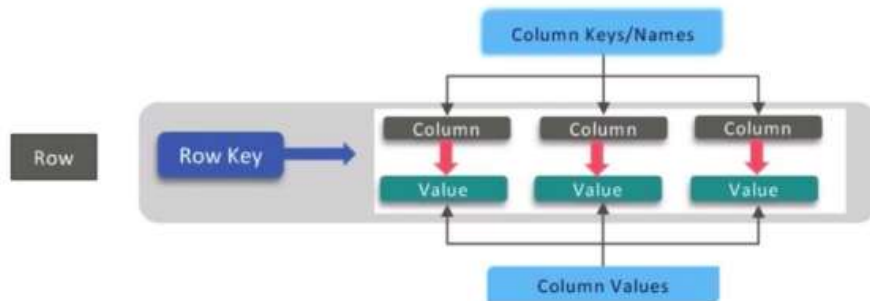 Column Keys/Names
Column Column Column
Row
Row Key
Value Value Value
Column Values